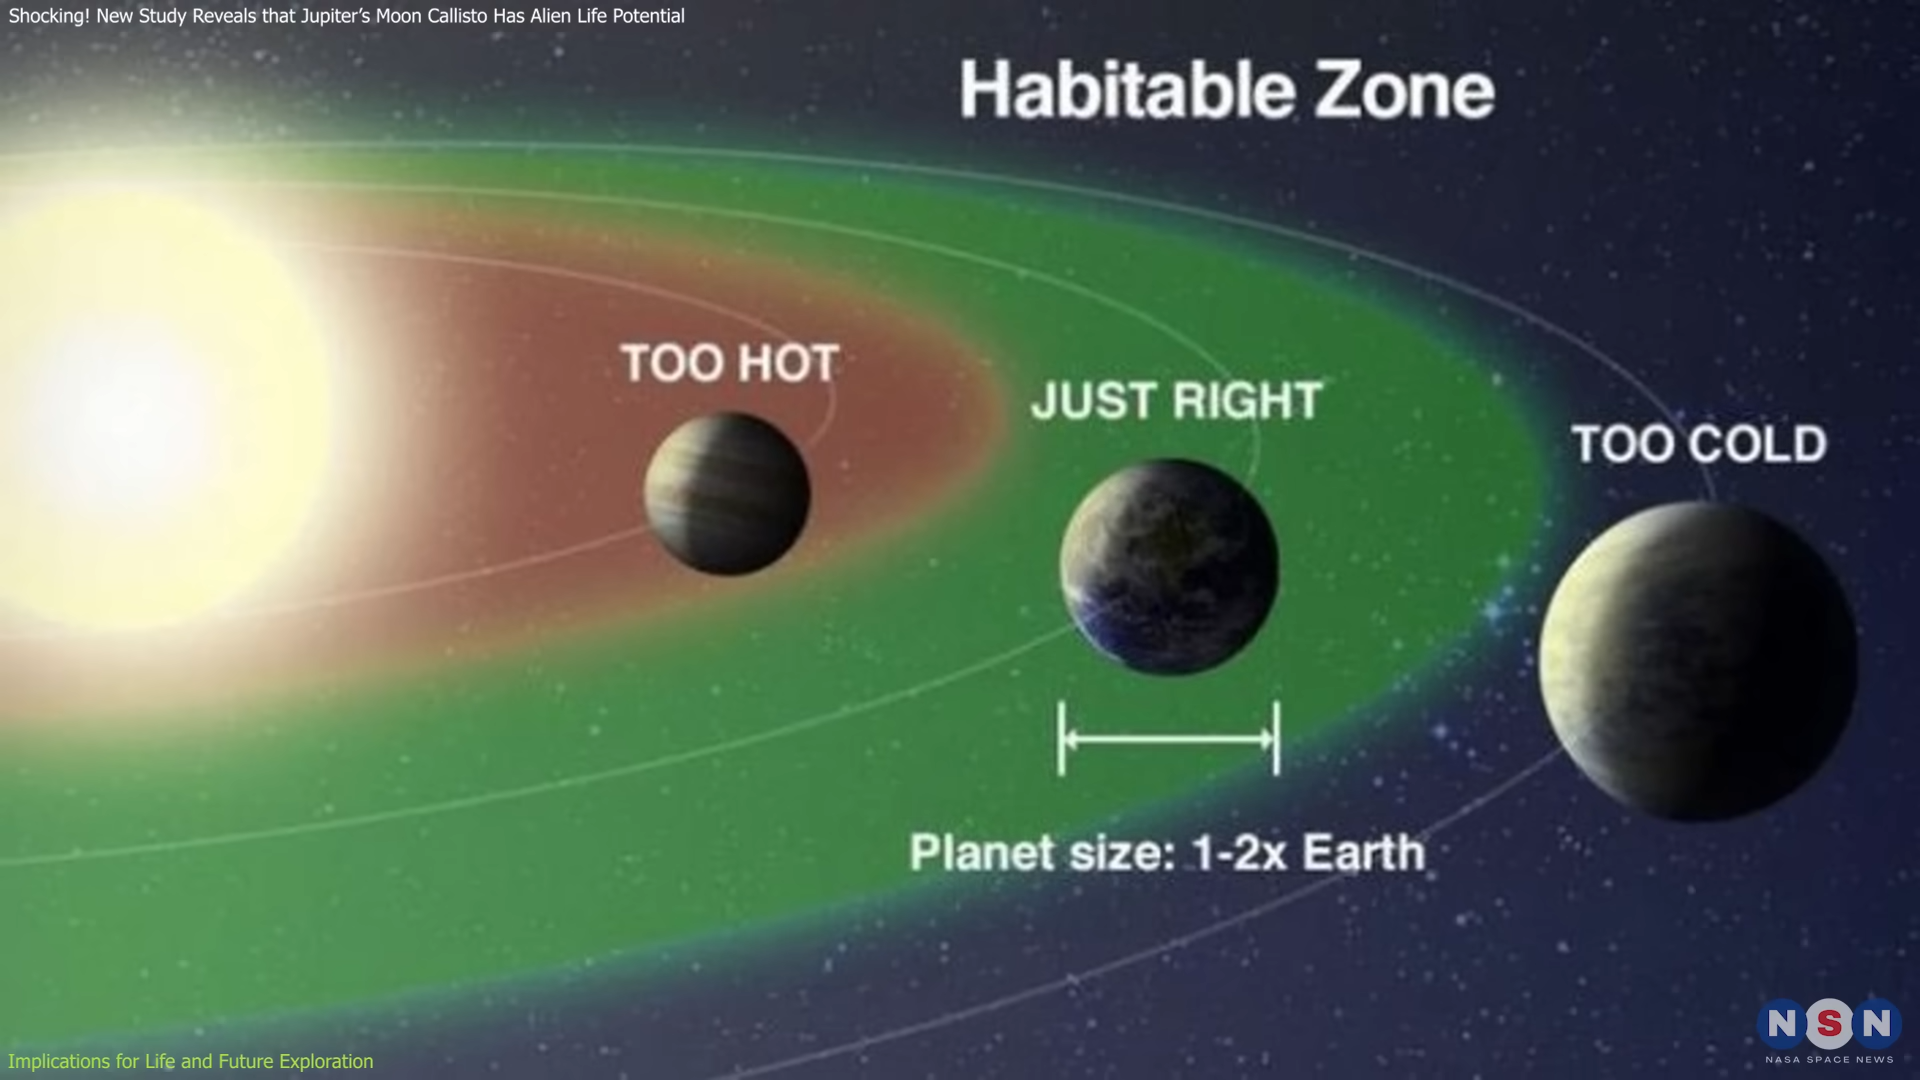 Shocking! New Study Reveals that Jupiter’s Moon Callisto Has Alien Life Potential
Habitable Zone
TOO HOT
JUST RIGHT
TOO COLD
Planet size: 1-2x Earth
NSN
NASA SPACE NEWS
Implications for Life and Future Exploration